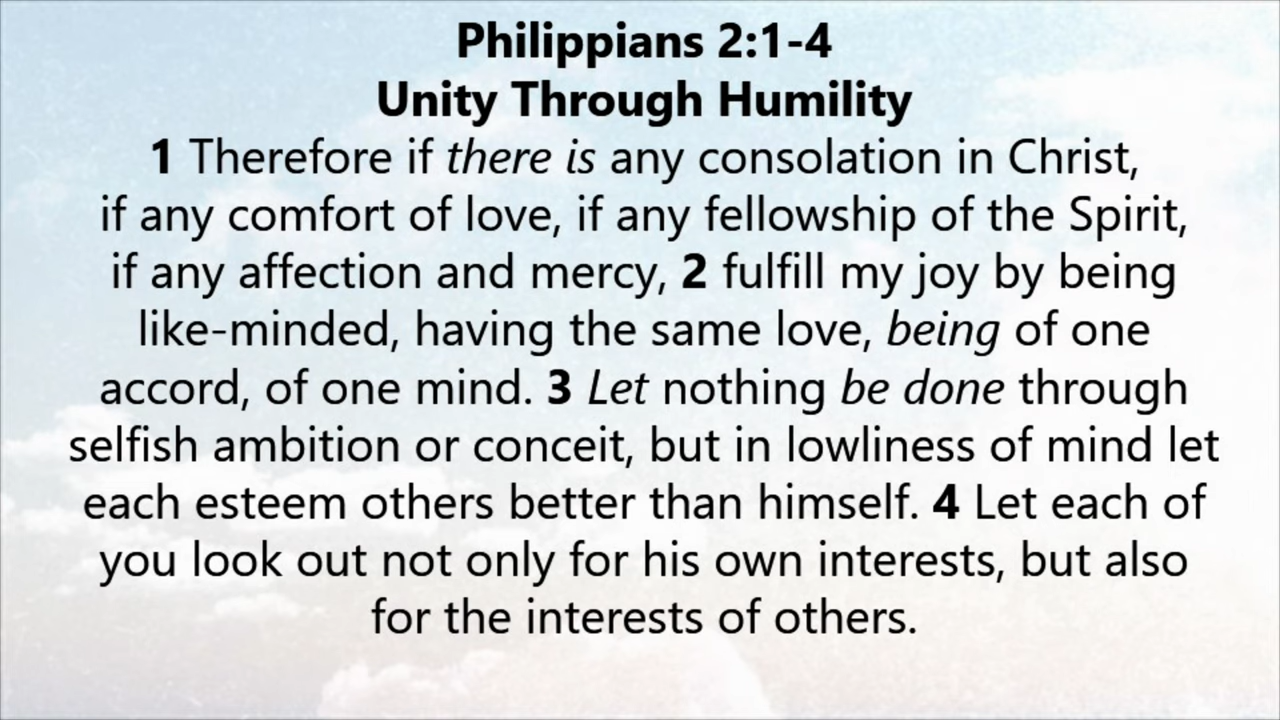 Philippians 2:1-4
Unity Through Humility
1 Therefore if there is any consolation in Christ,
if any comfort of love, if any fellowship of the Spirit,
if any affection and mercy, 2 fulfill my joy by being
like-minded, having the same love, being of one
accord, of one mind. 3 Let nothing be done through
selfish ambition or conceit, but in lowliness of mind let
each esteem others better than himself. 4 Let each of
you look out not only for his own interests, but also
for the interests of others.